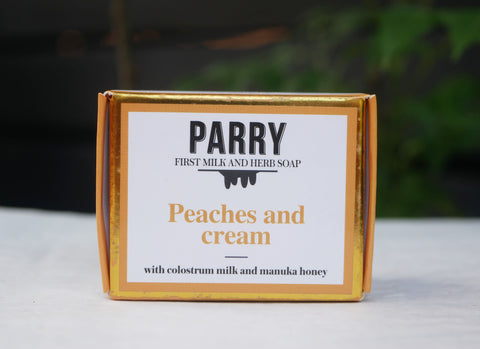 PARRY
FIRST MILK AND HERB SOAP
Peaches and
cream
with colostrum milk and manuka honey